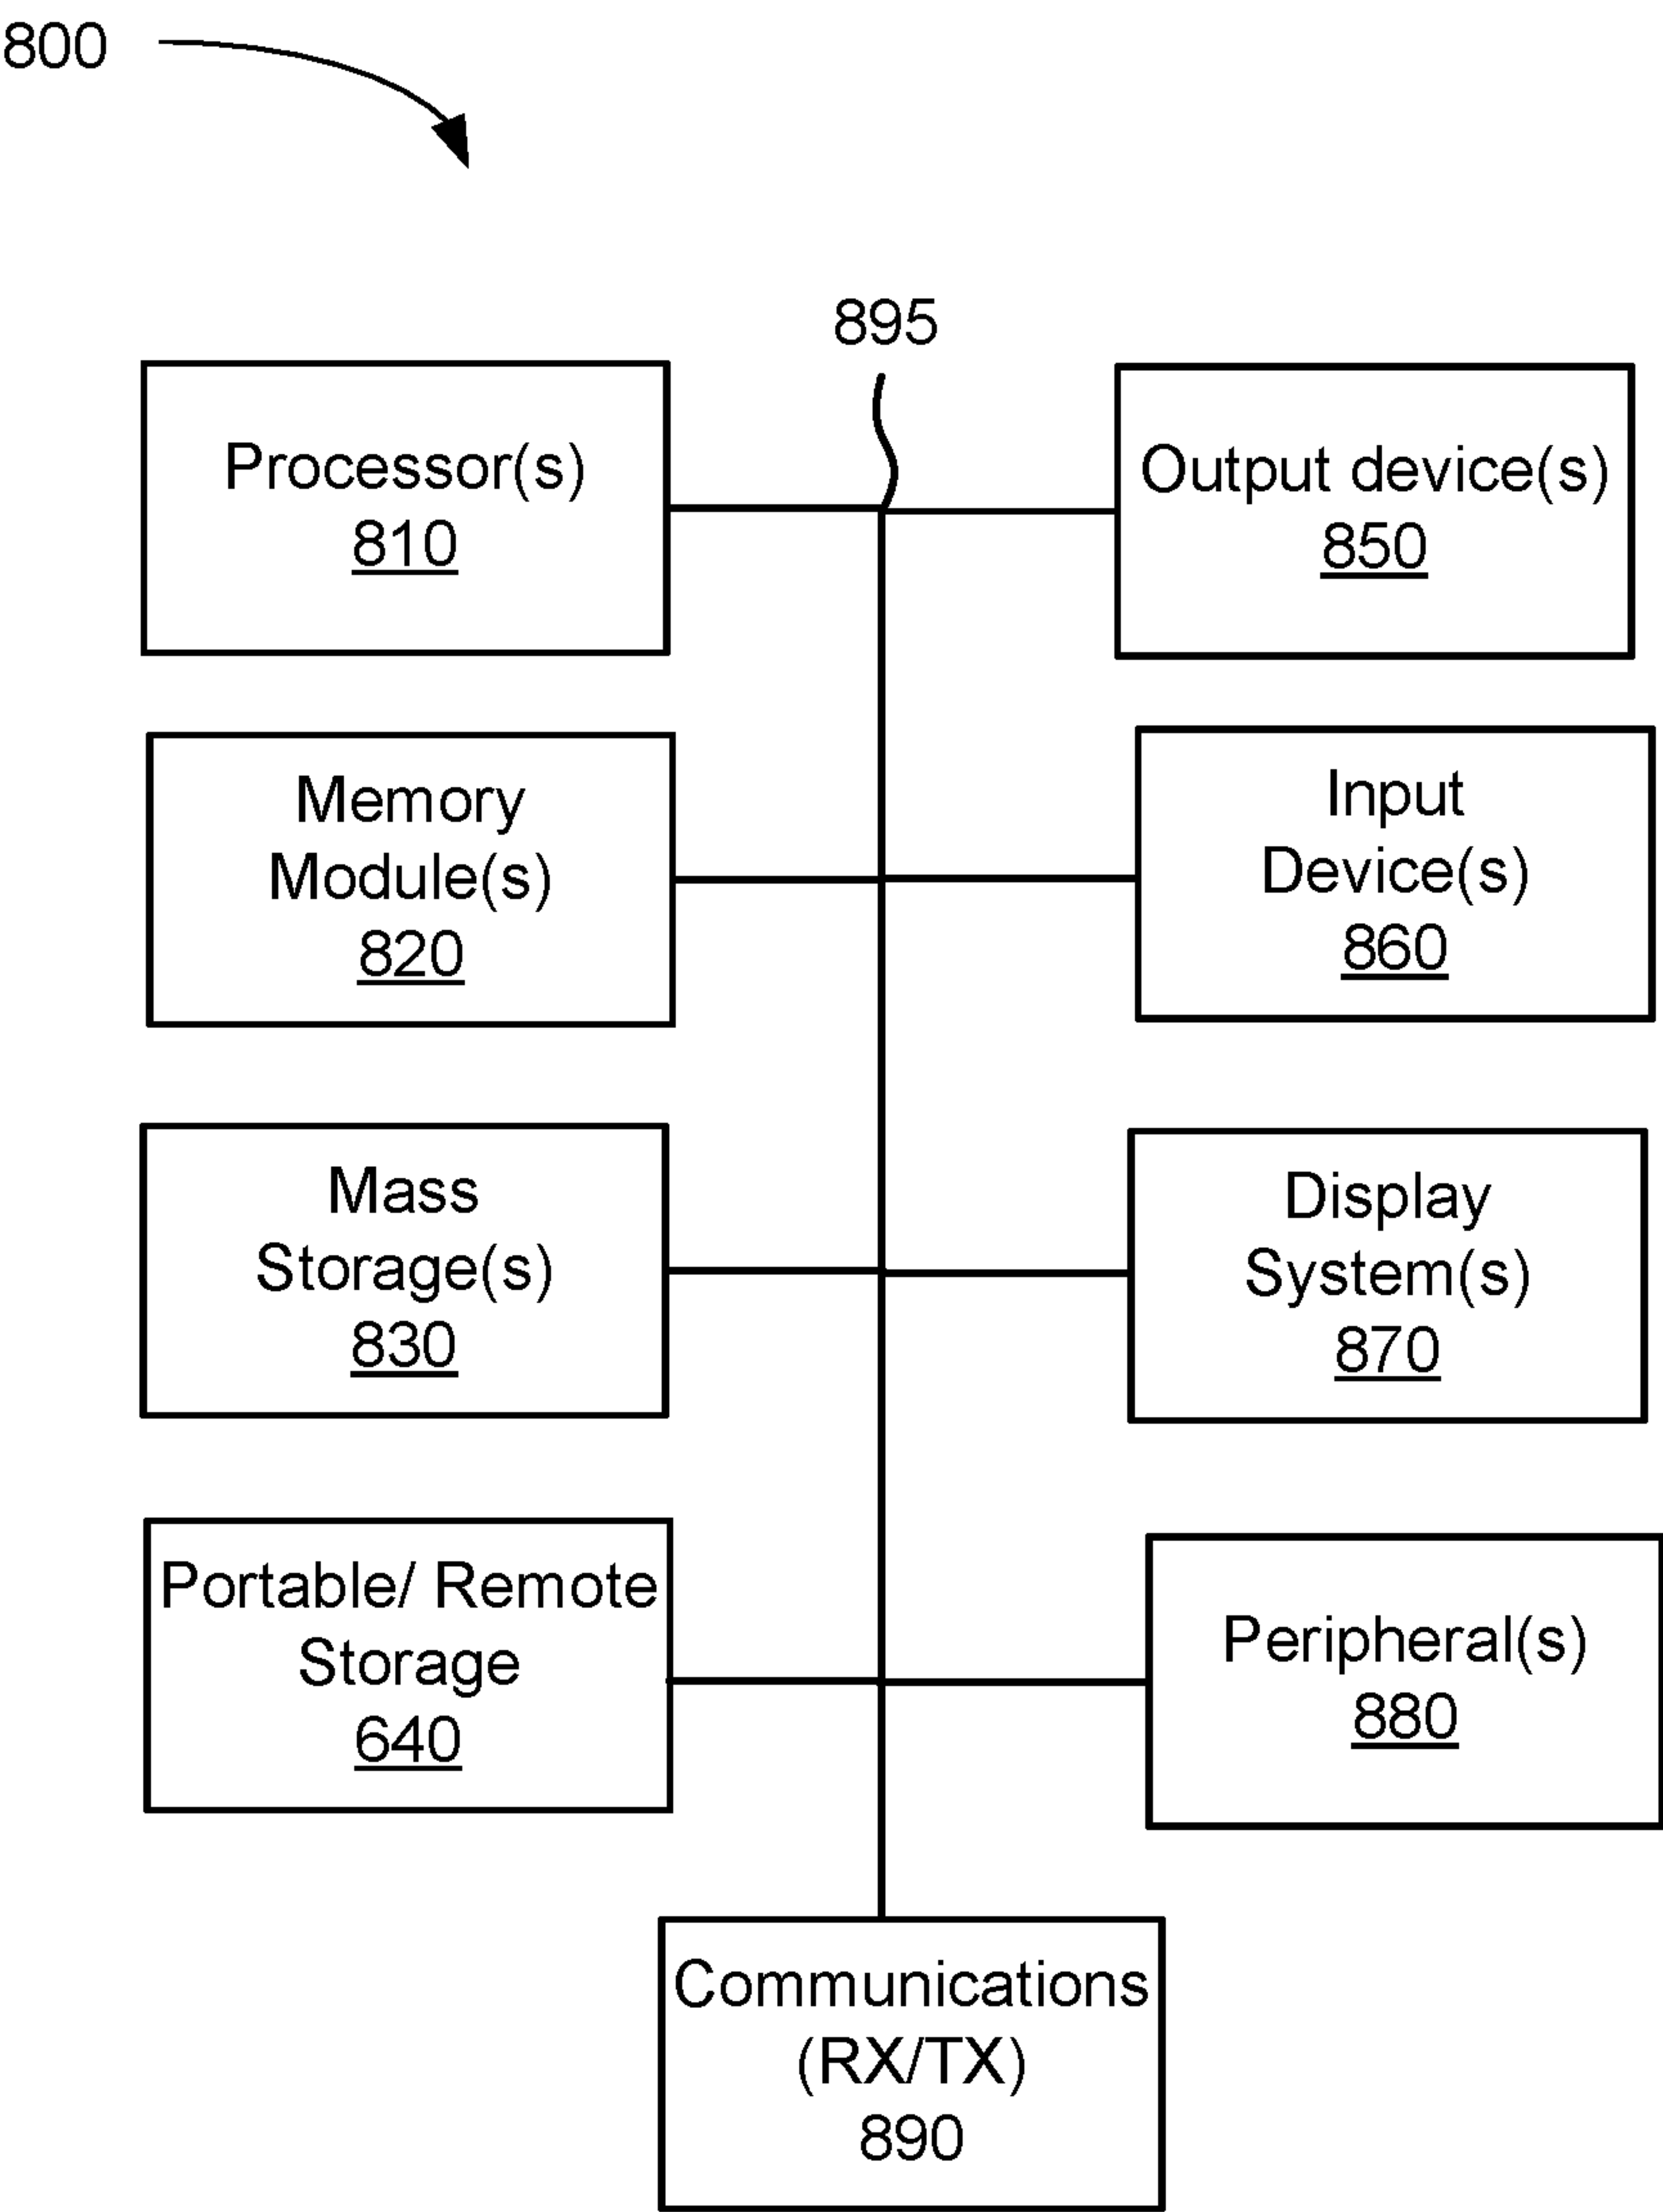 800
895
Processor(s)
810
Output device(s)
850
Memory
Module(s)
820
Input
Device(s)
860
Mass
Storage(s)
830
Display
System(s)
870
Portable/ Remote
Storage
640
Peripheral(s)
880
Communications
(RX/TX)
890